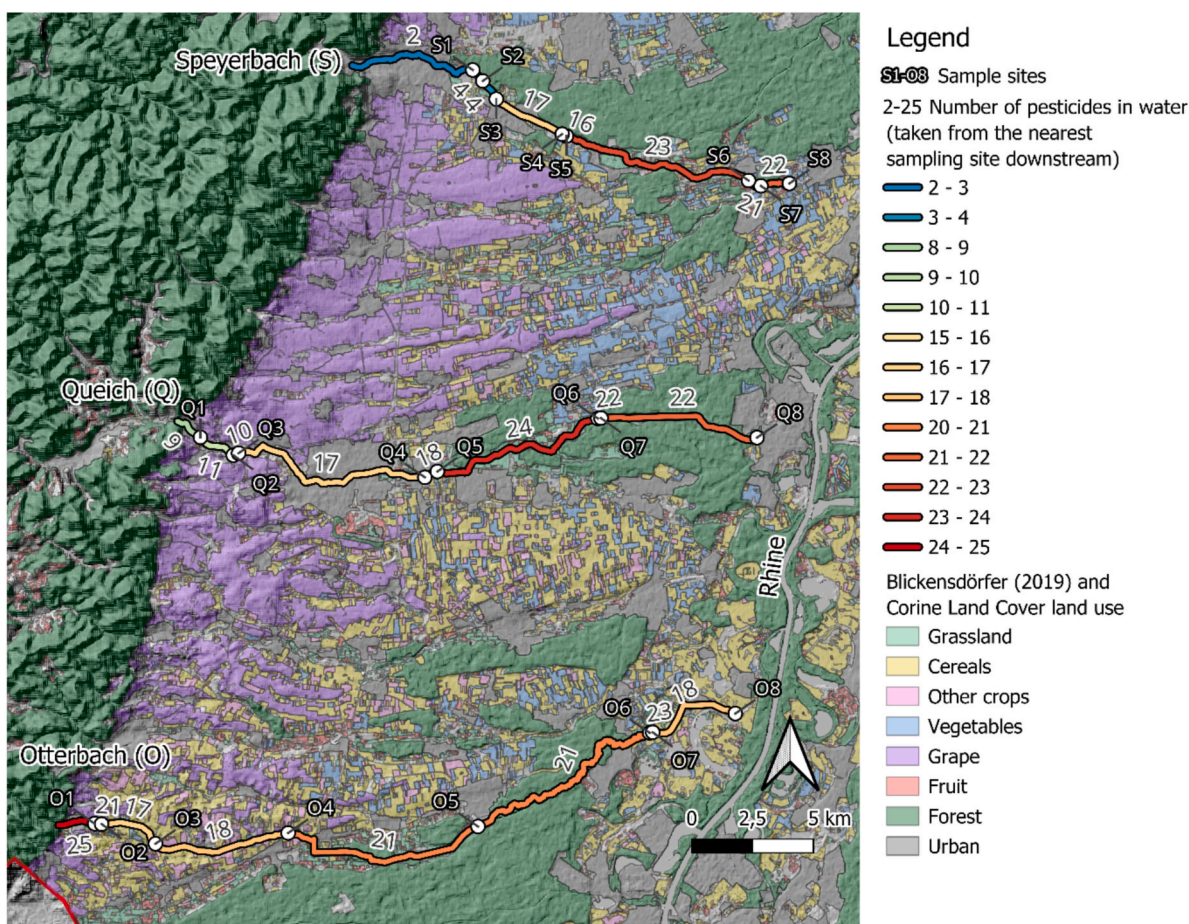 Speyerbach (S)
2
S1
S2
4
4
S3
17
S4
S5
16
23
S6
21
22
S7
S8
Queich (Q)
Q1
9
11
10
Q2
Q3
17
Q4
18
Q5
24
Q6
22
Q7
22
Q8
Rhine
Otterbach (O)
O1
25
21
17
O2
O3
18
O4
21
O5
21
O6
23
O7
18
O8
0 2,5 5 km
Legend
S1-O8 Sample sites
2-25 Number of pesticides in water
(taken from the nearest
sampling site downstream)
2 - 3
3 - 4
8 - 9
9 - 10
10 - 11
15 - 16
16 - 17
17 - 18
20 - 21
21 - 22
22 - 23
23 - 24
24 - 25
Blickensdörfer (2019) and
Corine Land Cover land use
Grassland
Cereals
Other crops
Vegetables
Grape
Fruit
Forest
Urban